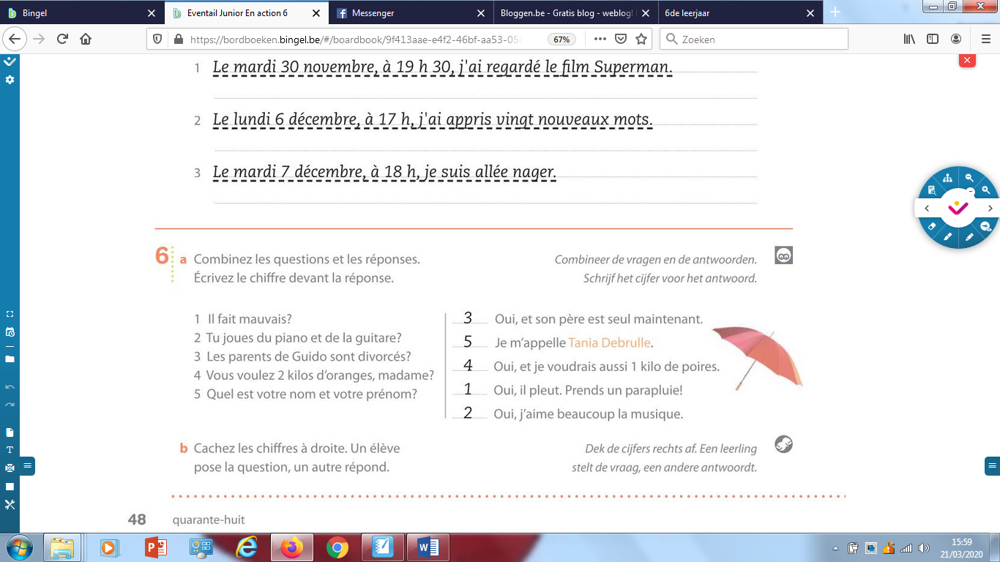 Bingel
Eventail Junior En action 6
Messenger
Bloggen.be - Gratis blog - weblog!
6de leerjaar
https://bordboeken.bingel.be/#/boardbook/9f413aae-e4f2-46bf-aa53-05
67%
Zoeken
1 Le mardi 30 novembre, à 19 h 30, j'ai regardé le film Superman.
2 Le lundi 6 décembre, à 17 h, j'ai appris vingt nouveaux mots.
3 Le mardi 7 décembre, à 18 h, je suis allée nager.
6 a Combinez les questions et les réponses.
Écrivez le chiffre devant la réponse.
Combineer de vragen en de antwoorden.
Schrijf het cijfer voor het antwoord.
1 Il fait mauvais?
2 Tu joues du piano et de la guitare?
3 Les parents de Guido sont divorcés?
4 Vous voulez 2 kilos d'oranges, madame?
5 Quel est votre nom et votre prénom?
3 Oui, et son père est seul maintenant.
5 Je m'appelle Tania Debrulle.
4 Oui, et je voudrais aussi 1 kilo de poires.
1 Oui, il pleut. Prends un parapluie!
2 Oui, j'aime beaucoup la musique.
b Cachez les chiffres à droite. Un élève
pose la question, un autre répond.
Dek de cijfers rechts af. Een leerling
stelt de vraag, een andere antwoordt.
48 quarante-huit
15:59
21/03/2020